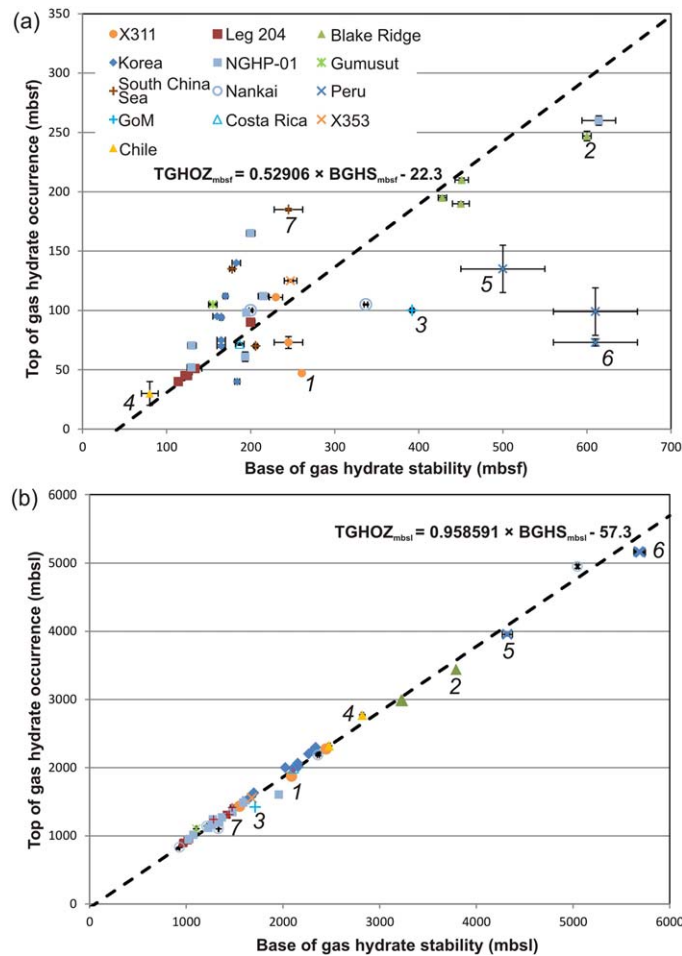 (a)
350
300
250
200
150
100
50
0
Top of gas hydrate occurrence (mbsf)
X311 Leg 204 Blake Ridge
Korea NGHP-01 Gumusut
South China Sea Nankai Peru
GoM Costa Rica X353
Chile
TGHOZmbsf = 0.52906 × BGHSmbsf - 22.3
2
7
5
3
6
4
1
0 100 200 300 400 500 600 700
Base of gas hydrate stability (mbsf)
(b)
6000
5000
4000
3000
2000
1000
0
Top of gas hydrate occurrence (mbsl)
TGHOZmbsl = 0.958591 × BGHSmbsl - 57.3
6
5
2
4
1
3
7
0 1000 2000 3000 4000 5000 6000
Base of gas hydrate stability (mbsl)